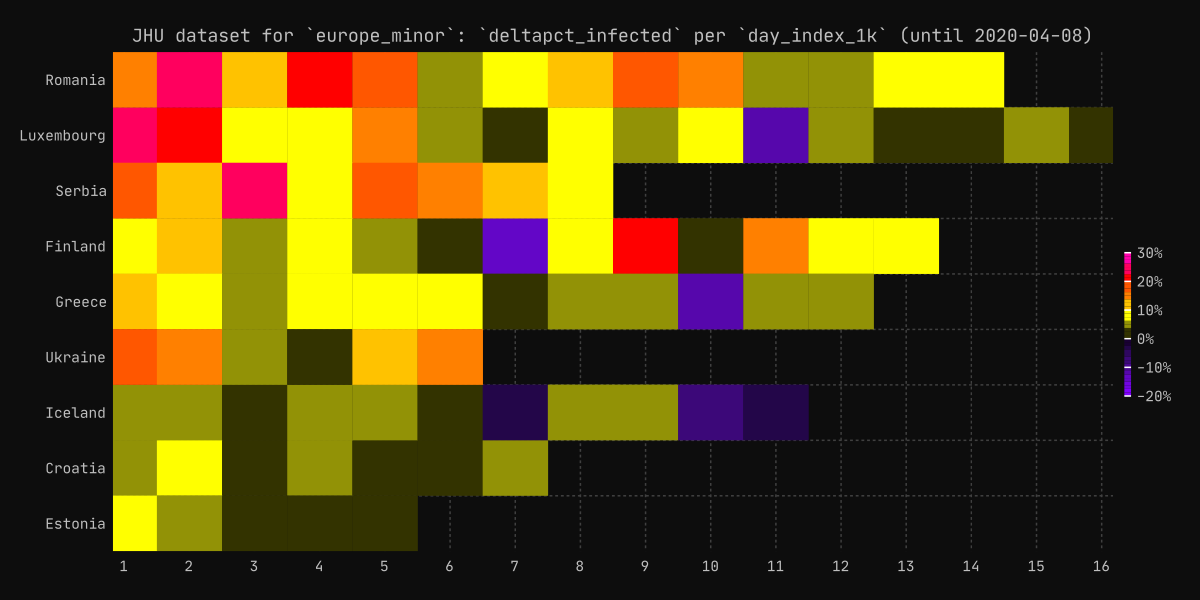 JHU dataset for `europe_minor`: `deltapct_infected` per `day_index_1k` (until 2020-04-08)
Romania
Luxembourg
Serbia
Finland
Greece
Ukraine
Iceland
Croatia
Estonia
30%
20%
10%
0%
-10%
-20%
1 2 3 4 5 6 7 8 9 10 11 12 13 14 15 16